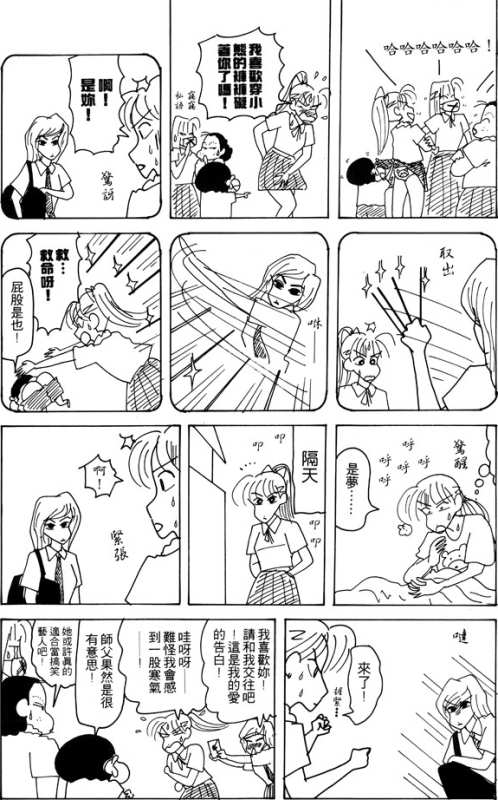 哈哈哈哈哈哈！
我喜歡穿小
熊的褲褲礙
著你了嗎！
竊竊
私語
啊！
是妳！
驚訝
取出
咻
救…
救命呀！
屁股是也！
驚醒
呼
呼
呼
呼
是夢……
隔天
叩
叩
啊！
緊張
噠
來了！
握緊…
我喜歡妳！
請和我交往吧
！這是我的愛
的告白！
哇呀呀——
難怪我會感
到一股寒氣
師父果然是很
有意思！
她或許真的
適合當搞笑
藝人吧！